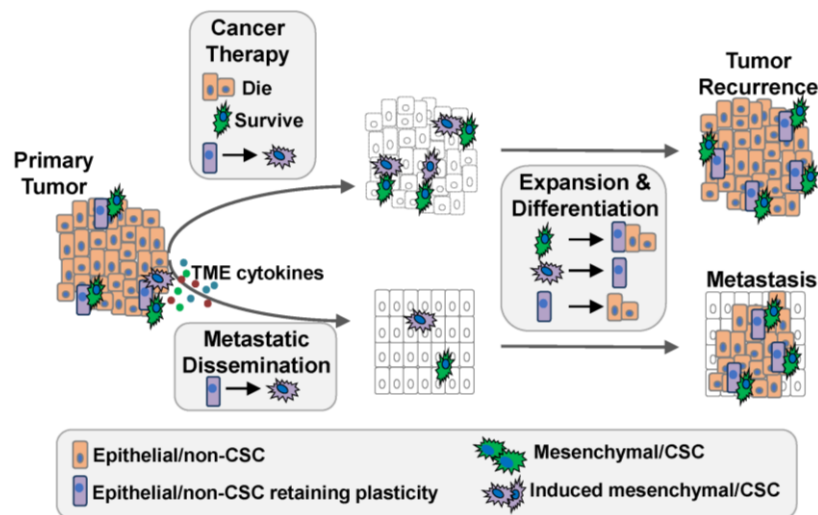 Cancer
Therapy
Die
Survive
Primary
Tumor
TME cytokines
Metastatic
Dissemination
Expansion &
Differentiation
Tumor
Recurrence
Metastasis
Epithelial/non-CSC
Epithelial/non-CSC retaining plasticity
Mesenchymal/CSC
Induced mesenchymal/CSC